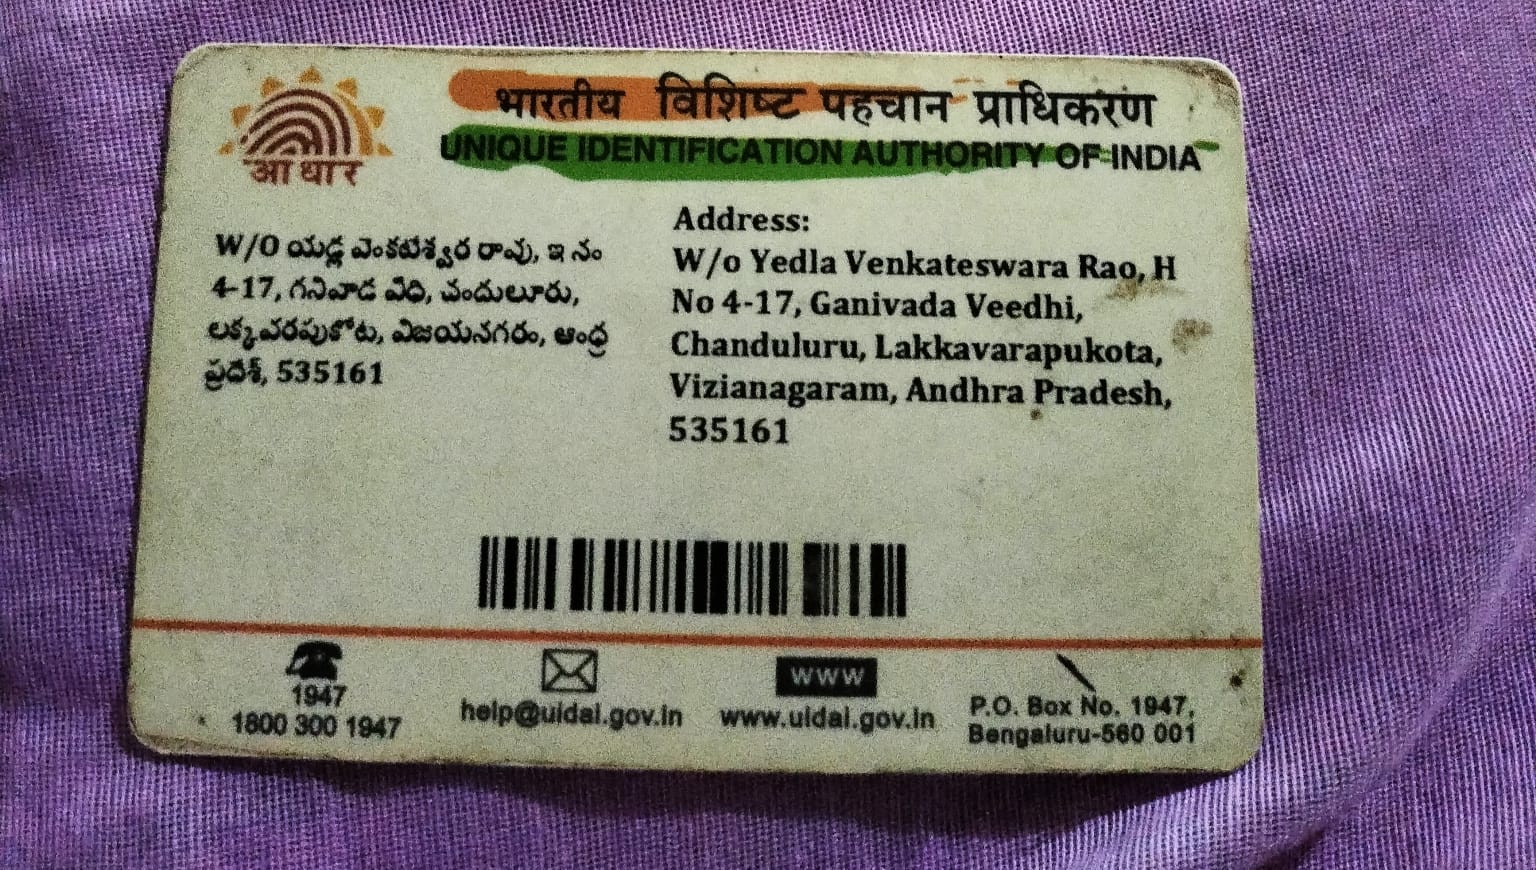 आधार
भारतीय विशिष्ट पहचान प्राधिकरण
UNIQUE IDENTIFICATION AUTHORITY OF INDIA
W/O యడ్ల వెంకటేశ్వర రావు, ఇ నం
4-17, గనివాడ వీధి, చందులూరు,
లక్కవరపుకోట, విజయనగరం, ఆంధ్ర
ప్రదేశ్, 535161
Address:
W/o Yedla Venkateswara Rao, H
No 4-17, Ganivada Veedhi,
Chanduluru, Lakkavarapukota,
Vizianagaram, Andhra Pradesh,
535161
1947
1800 300 1947
help@uidai.gov.in
www
www.uidai.gov.in
P.O. Box No. 1947,
Bengaluru-560 001